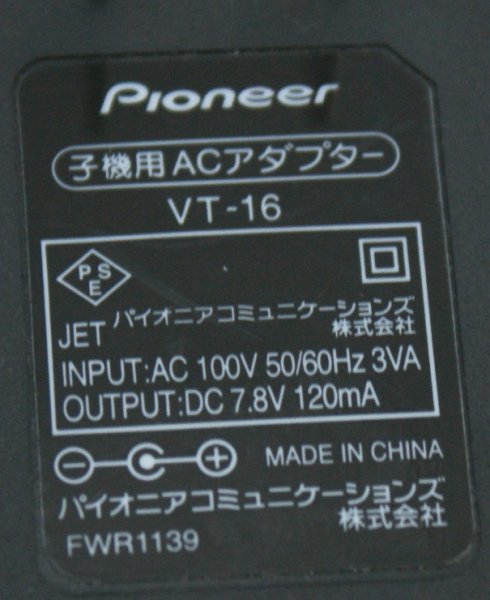 Pioneer
子機用ACアダプター
VT-16
PSE
JET パイオニアコミュニケーションズ
株式会社
INPUT:AC 100V 50/60Hz 3VA
OUTPUT:DC 7.8V 120mA
MADE IN CHINA
パイオニアコミュニケーションズ
株式会社
FWR1139